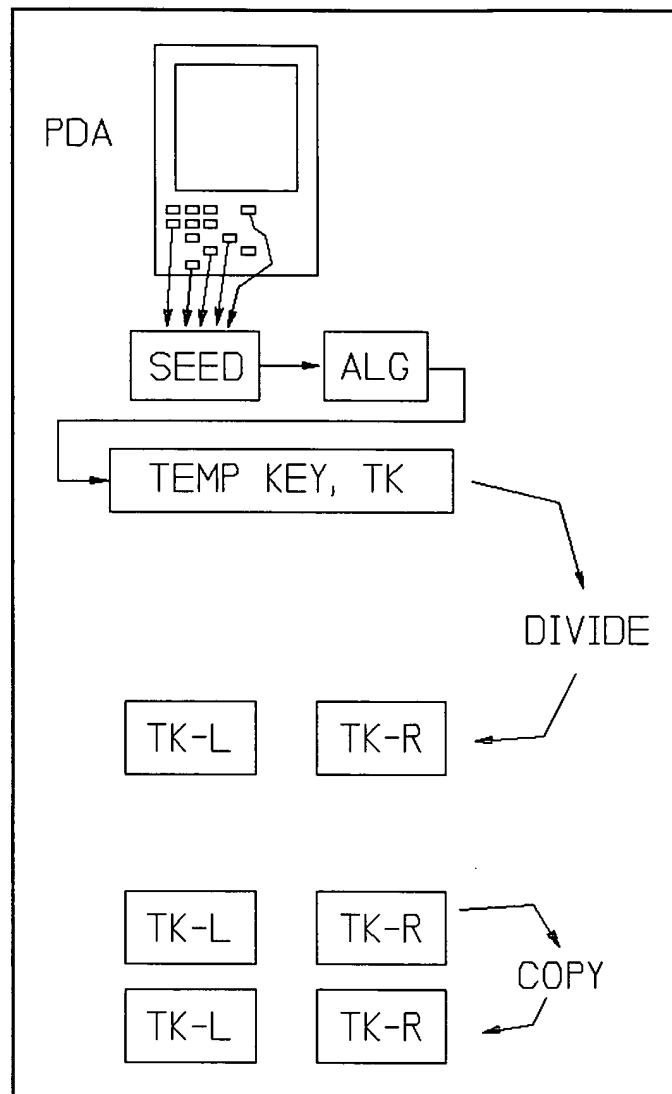 PDA
SEED ALG
TEMP KEY, TK
DIVIDE
TK-L TK-R
TK-L TK-R
COPY
TK-L TK-R